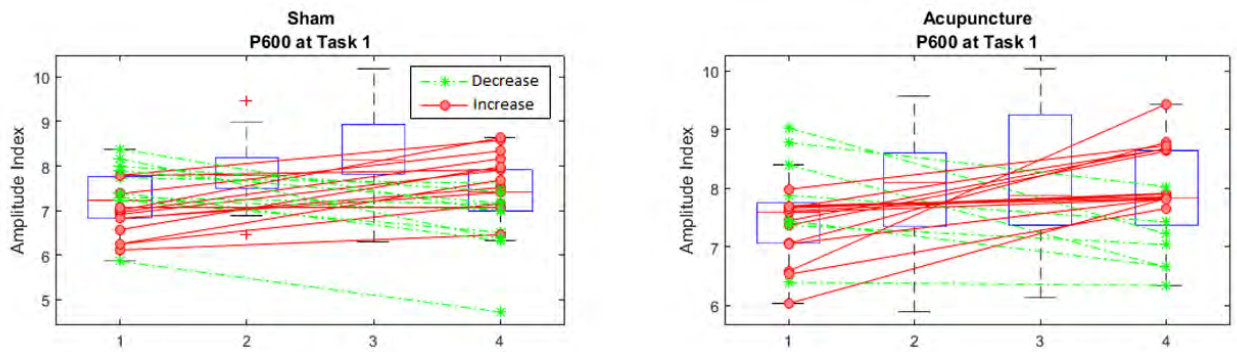 Sham
P600 at Task 1
Amplitude Index
10
9
8
7
6
5
1 2 3 4
Decrease
Increase
Acupuncture
P600 at Task 1
Amplitude Index
10
9
8
7
6
1 2 3 4